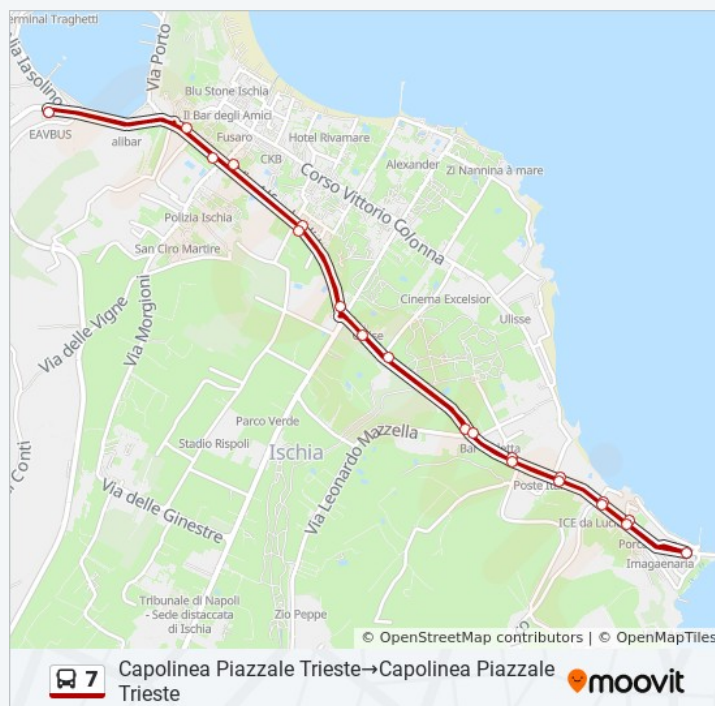 erminal Traghetti
lia Iasolino
Via Porto
Blu Stone Ischia
EAVBUS
Il Bar degli Amici
alibar
Fusaro
Hotel Rivamare
CKB
Alexander
Zi Nannina à mare
Corso Vittorio Colonna
Polizia Ischia
San Ciro Martire
Cinema Excelsior
Via delle Vigne
Via Morgioni
Ulisse
Parco Verde
Via Leonardo Mazzella
Stadio Rispoli
Ischia
Conti
Poste
Via delle Ginestre
ICE da Luc
Porc
Imagaenaria
Tribunale di Napoli
- Sede distaccata
di Ischia
Zio Peppe
© OpenStreetMap contributors | © OpenMapTiles
7
Capolinea Piazzale Trieste→Capolinea Piazzale
Trieste
moovit